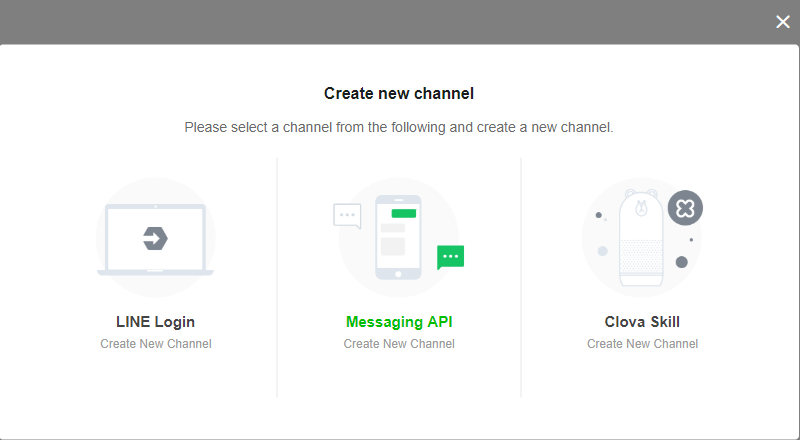 Create new channel
Please select a channel from the following and create a new channel.
LINE Login
Create New Channel
Messaging API
Create New Channel
Clova Skill
Create New Channel